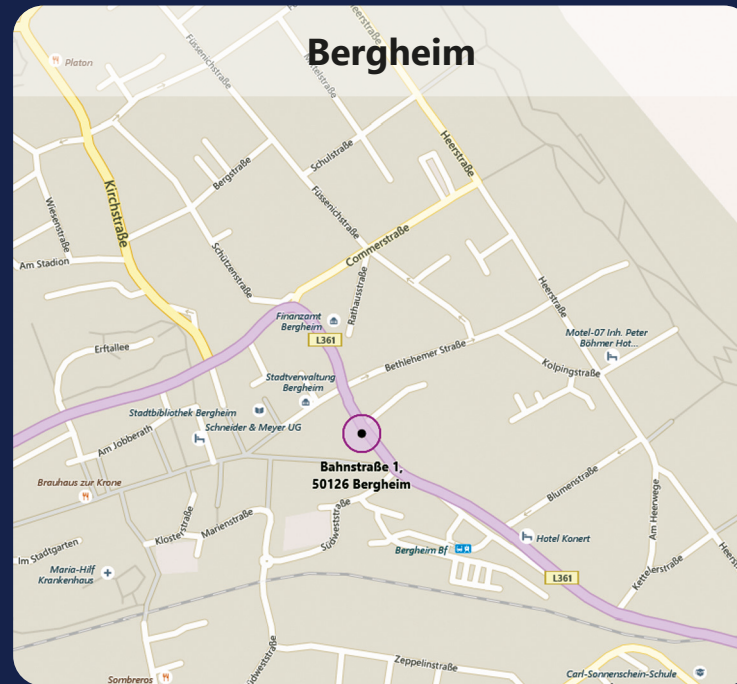 Bergheim
Platon
Füssenichstraße
Heerstraße
Schulstraße
Bergstraße
Füssenichstraße
Kirchstraße
Wiesenstraße
Am Stadion
Schützenstraße
Commerstraße
Rathausstraße
Heerstraße
Finanzamt
Bergheim
L361
Motel-07 Inh. Peter
Böhmer Hot...
Erftallee
Bethlehemer Straße
Kolpingstraße
Stadtverwaltung
Bergheim
Stadtbibliothek Bergheim
Schneider & Meyer UG
Am Jobberath
Bahnstraße 1,
50126 Bergheim
Brauhaus zur Krone
Blumenstraße
Am Heerwege
Klosterstraße
Marienstraße
Südweststraße
Hotel Konert
Bergheim Bf
Im Stadtgarten
Maria-Hilf
Krankenhaus
L361
Kettelerstraße
Zeppelinstraße
Carl-Sonnenschein-Schule
Sombreros